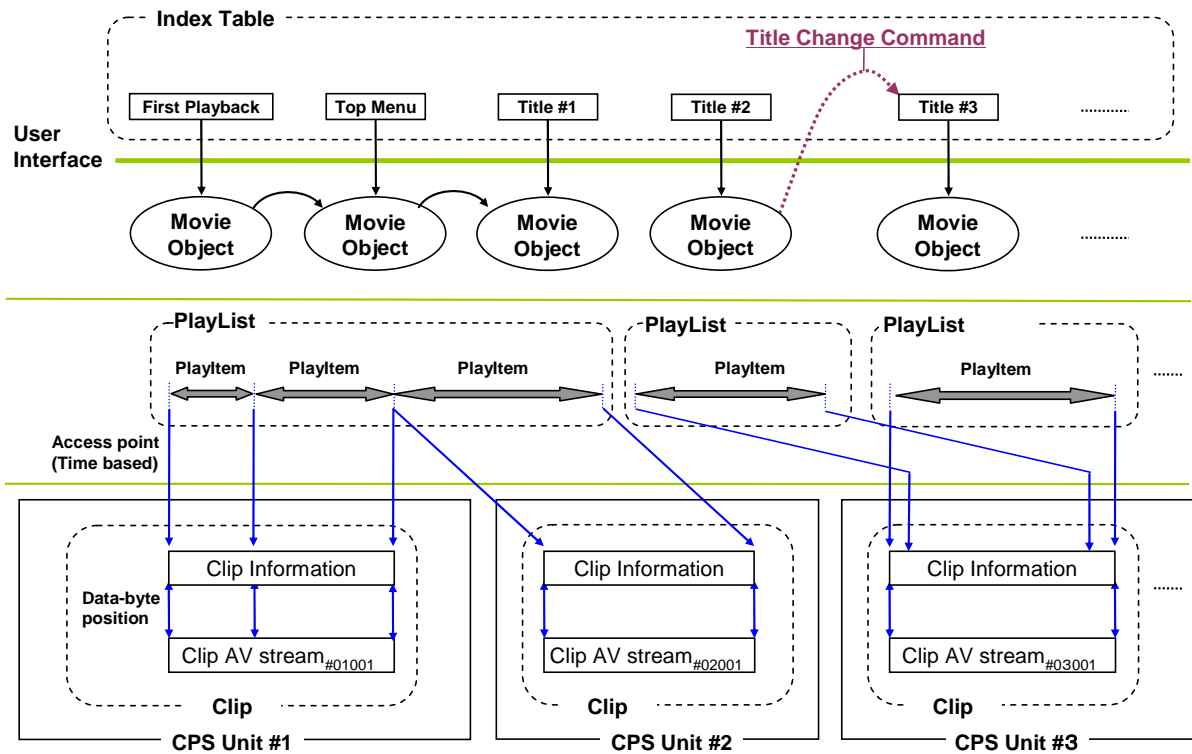 Index Table
Title Change Command
First Playback
Top Menu
Title #1
Title #2
Title #3
..........
User
Interface
Movie
Object
Movie
Object
Movie
Object
Movie
Object
Movie
Object
..........
PlayList
PlayList
PlayList
PlayItem
PlayItem
PlayItem
PlayItem
PlayItem
......
Access point
(Time based)
Clip Information
Clip Information
Clip Information
......
Data-byte
position
Clip AV stream#01001
Clip AV stream#02001
Clip AV stream#03001
Clip
Clip
Clip
CPS Unit #1
CPS Unit #2
CPS Unit #3